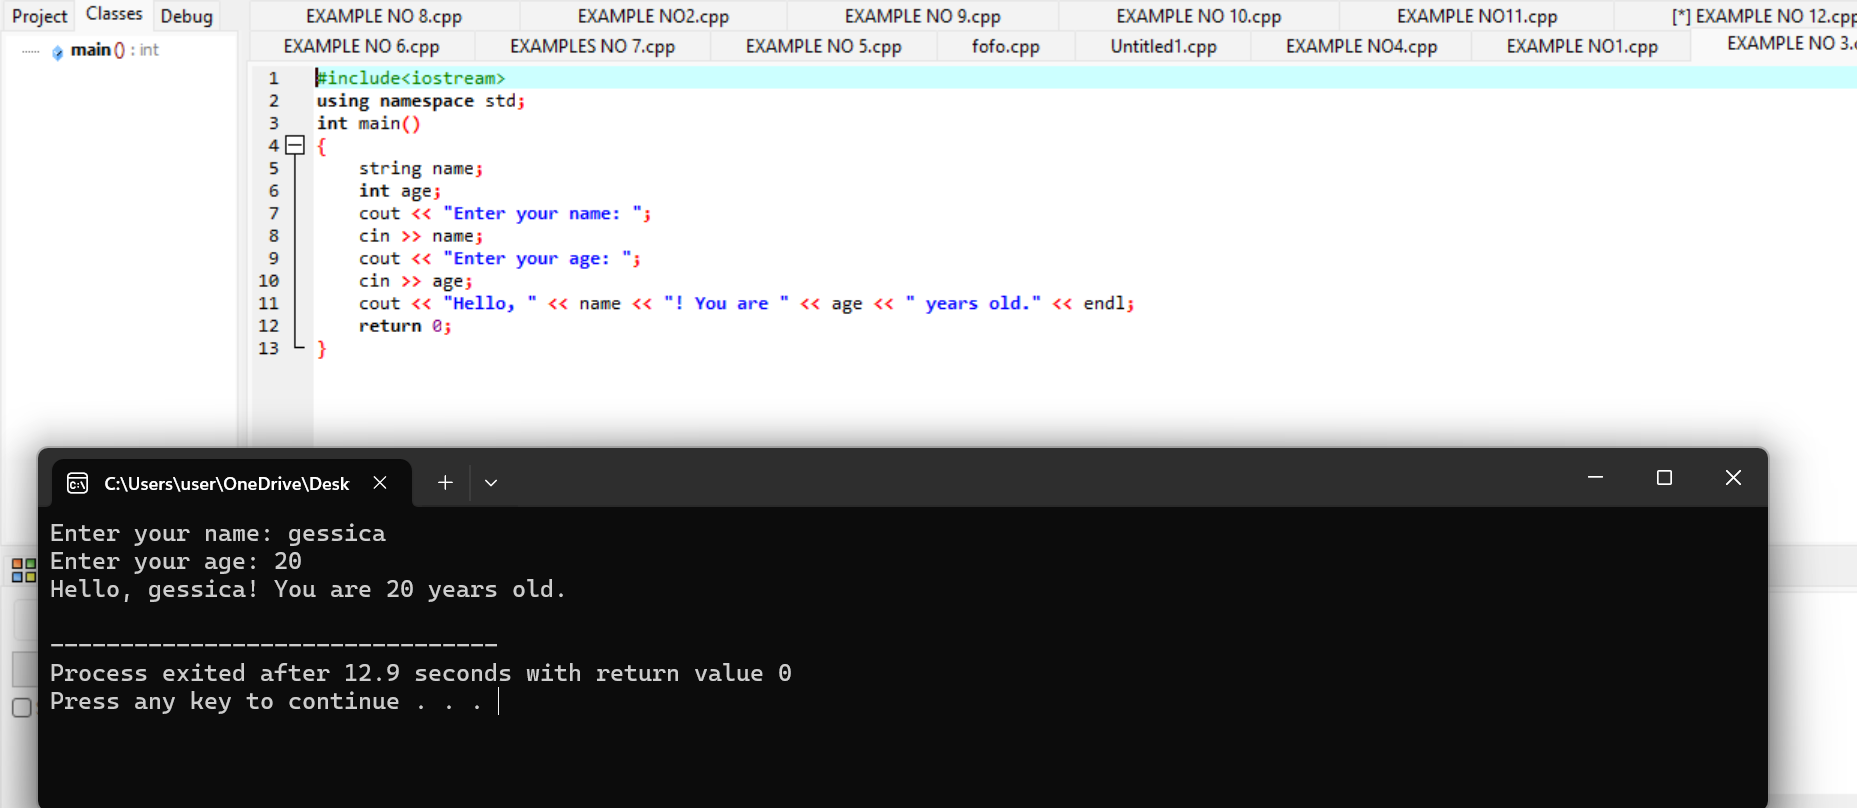 Project Classes Debug
EXAMPLE NO 8.cpp EXAMPLE NO2.cpp EXAMPLE NO 9.cpp EXAMPLE NO 10.cpp EXAMPLE NO11.cpp [*] EXAMPLE NO 12.cpp
EXAMPLE NO 6.cpp EXAMPLES NO 7.cpp EXAMPLE NO 5.cpp fofo.cpp Untitled1.cpp EXAMPLE NO4.cpp EXAMPLE NO1.cpp EXAMPLE NO 3.c
main () : int
1 #include<iostream>
2 using namespace std;
3 int main()
4 {
5 string name;
6 int age;
7 cout << "Enter your name: ";
8 cin >> name;
9 cout << "Enter your age: ";
10 cin >> age;
11 cout << "Hello, " << name << "! You are " << age << " years old." << endl;
12 return 0;
13 }
C:\Users\user\OneDrive\Desk
Enter your name: gessica
Enter your age: 20
Hello, gessica! You are 20 years old.
--------------------------------
Process exited after 12.9 seconds with return value 0
Press any key to continue . . .